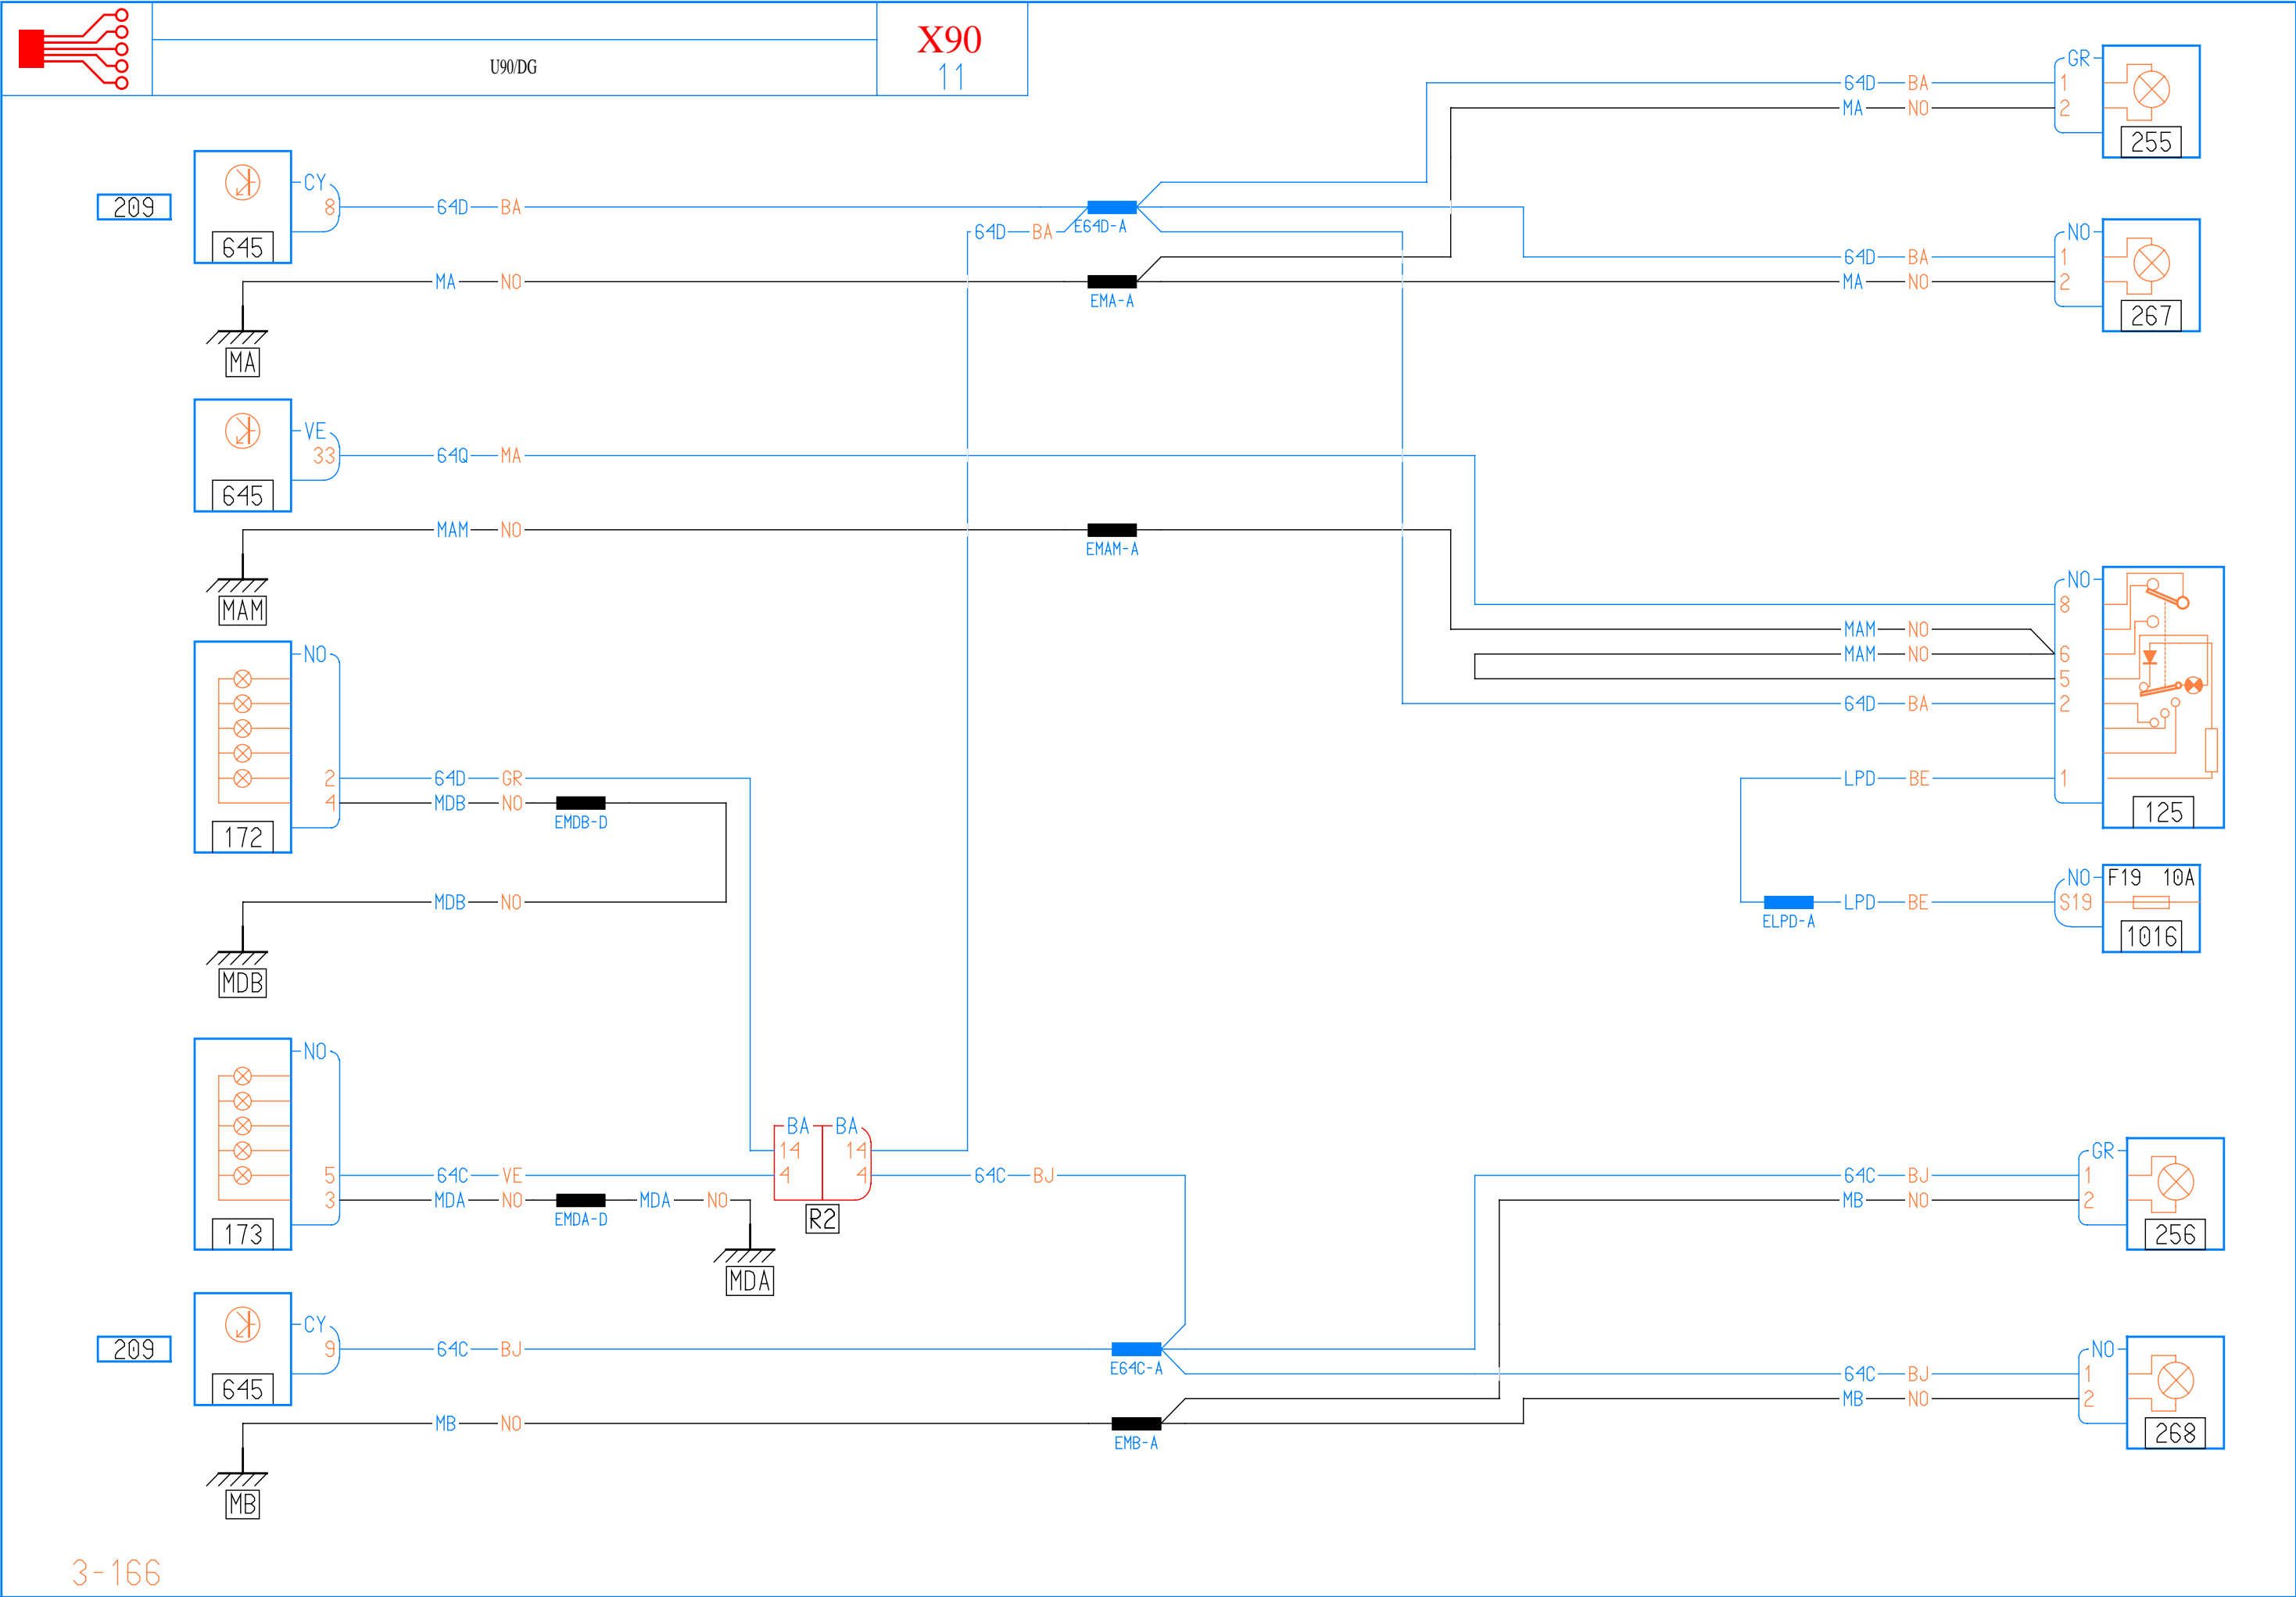 X90
U90/DG
11
GR
64D BA 1
MA NO 2
255
CY
209
8 64D BA
64D BA E64D-A
645
NO
64D BA 1
MA NO 2
267
MA NO
EMA-A
MA
VE
33 64Q MA
645
MAM NO
EMAM-A
MAM
NO
8
MAM NO
MAM NO 6
5
64D BA 2
LPD BE 1
125
NO
2 64D GR
4 MDB NO
EMDB-D
172
NO F19 10A
LPD BE S19
ELPD-A
1016
MDB NO
MDB
NO
BA BA
14 14
5 64C VE 4 4 64C BJ
3 MDA NO MDA NO
EMDA-D
R2
173
MDA
GR
64C BJ 1
MB NO 2
256
CY
209
9 64C BJ
E64C-A
645
NO
64C BJ 1
MB NO 2
268
MB NO
EMB-A
MB
3-166